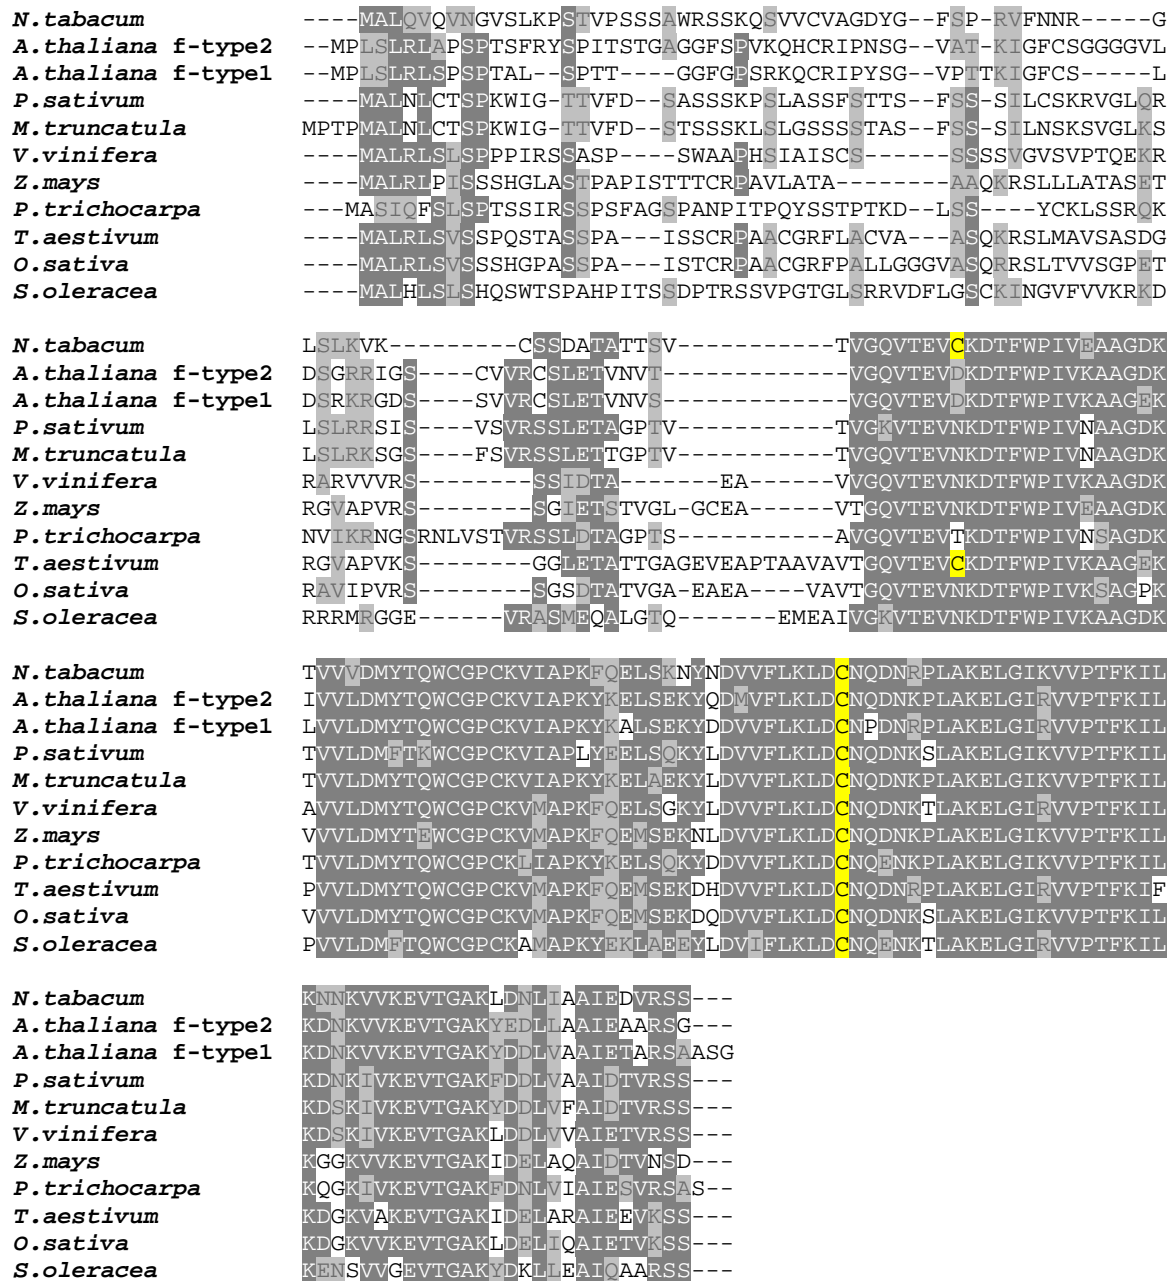 N.tabacum ----MALQVQVNGVSLKPSTVPSSSAWRSSKQSVVCVAGDYG--FSP-RVFNNR-----G
A.thaliana f-type2 --MPLSLRLAPSPTSFRYSPITSTGAGGFSPVKQHCRIPNSG--VAT-KIGFCSGGGGVL
A.thaliana f-type1 --MPLSLRLSPSPTAL--SPTT----GGFGPSRKQCRIPYSG--VPTTKIGFCS-----L
P.sativum ----MALNLCTSPKWIG-TTVFD--SASSSKPSLASSFSTTS--FSS-SILCSKRVGLQR
M.truncatula MPTPMALNLCTSPKWIG-TTVFD--STSSSKLSLGSSSSTAS--FSS-SILNSKSVGLKS
V.vinifera ----MALRLSLSPPPIRSSASP----SWAAPHSIAISCS------SSSSVGVSVPTQEKR
Z.mays ----MALRLPISSSHGLASTPAPISTTTCRPAVLATA--------AAQKRSLLLATASET
P.trichocarpa ---MASIQFSLSPTSSIRSSPSFAGSPANPITPQYSSTPTKD--LSS----YCKLSSRQK
T.aestivum ----MALRLSVSSPQSTASSPA---ISSCRPAACGRFLACVA---ASQKRSLMAVSASDG
O.sativa ----MALRLSVSSSHGPASSPA---ISTCRPAACGRFPALLGGGVASQRRSLTVVSGPET
S.oleracea ----MALHLSLSHQSWTSPAHPITSSDPTRSSVPGTGLSRRVDFLGSCKINGVFVVKRKD
N.tabacum LSLKVK---------CSSDATATTSV-----------TVGQVTEVCKDTFWPIVEAAGDK
A.thaliana f-type2 DSGRRIGS----CVVRCSLETVNVT------------VGQVTEVDKDTFWPIVKAAGDK
A.thaliana f-type1 DSRKRGDS----SVVRCSLETVNVS------------VGQVTEVDKDTFWPIVKAAGEK
P.sativum LSLRRSIS----VSVRSSLETAGPTV----------TVGKVTEVNKDTFWPIVNAAGDK
M.truncatula LSLRKSGS----FSVRSSLETTGPTV----------TVGQVTEVNKDTFWPIVNAAGDK
V.vinifera RARVVVRS--------SSIDTA-------EA-----VVGQVTEVNKDTFWPIVKAAGDK
Z.mays RGVAPVRS--------SGIETSTVGL-GCEA-----VTGQVTEVNKDTFWPIVEAAGDK
P.trichocarpa NVIKRNGSRNLVSTVRSSLDTAGPTS-----------AVGQVTEVTKDTFWPIVNSAGDK
T.aestivum RGVAPVKS--------GGLETATTGAGEVEAPTAAVAVTGQVTEVCKDTFWPIVKAAGEK
O.sativa RAVIPVRS--------SGSDTATVGA-EAEA---VAVTGQVTEVNKDTFWPIVKSAGPK
S.oleracea RRRMRGGE------VRASMEQALGTQ-------EMEAIVGKVTEVNKDTFWPIVKAAGDK
N.tabacum TVVVDMYTQWCGPCKVIAPKFQELSKNYNDVVFLKLDCNQDNRPLAKELGIKVVPTFKIL
A.thaliana f-type2 IVVLDMYTQWCGPCKVIAPKYKELSEKYQDMVFLKLDCNQDNKPLAKELGIRVVPTFKIL
A.thaliana f-type1 LVVLDMYTQWCGPCKVIAPKYKALSEKYDDVVFLKLDCNPDNRPLAKELGIRVVPTFKIL
P.sativum TVVLDMFTKWCGPCKVIAPLYEELSQKYLDVVFLKLDCNQDNKSLAKELGIKVVPTFKIL
M.truncatula TVVLDMYTQWCGPCKVIAPKYKELAEKYLDVVFLKLDCNQDNKPLAKELGIKVVPTFKIL
V.vinifera AVVLDMYTQWCGPCKVMAPKFQELSGKYLDVVFLKLDCNQDNKTLAKELGIRVVPTFKIL
Z.mays VVVLDMYTEWCGPCKVMAPKFQEMSEKNLDVVFLKLDCNQDNKPLAKELGIKVVPTFKIL
P.trichocarpa TVVLDMYTQWCGPCKLIAPKYKELSQKYDDVVFLKLDCNQENKPLAKELGIKVVPTFKIL
T.aestivum PVVLDMYTQWCGPCKVMAPKFQEMSEKDHDVVFLKLDCNQDNRPLAKELGIRVVPTFKIF
O.sativa VVVLDMYTQWCGPCKVMAPKFQEMSEKDQDVVFLKLDCNQDNKSLAKELGIKVVPTFKIL
S.oleracea PVVLDMFTQWCGPCKAMAPKYEKLAEEYLDVIFLKLDCNQENKTLAKELGIRVVPTFKIL
N.tabacum KNNKVVKEVTGAKLDNLIAAIEDVRSS---
A.thaliana f-type2 KDNKVVKEVTGAKYEDLLAAIEAARSG---
A.thaliana f-type1 KDNKVVKEVTGAKYDDLVAAIETARSAASG
P.sativum KDNKIVKEVTGAKFDDLVAAIDTVRSS---
M.truncatula KDSKIVKEVTGAKYDDLVFAIDTVRSS---
V.vinifera KDSKIVKEVTGAKLDDLVVAIETVRSS---
Z.mays KGGKVVKEVTGAKIDELAQAIDTVNSD---
P.trichocarpa KQGKIVKEVTGAKFDNLVIAIESVRSAS--
T.aestivum KDGKVAKEVTGAKIDELARAIEEVKSS---
O.sativa KDGKVVKEVTGAKLDELIQAIETVKSS---
S.oleracea KENSVVGEVTGAKYDKLLEAIQAARSS---